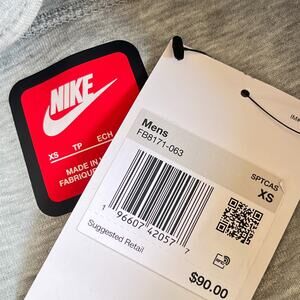 NIKE
XS TP ECH
MADE IN
Mens
FB8171-063
SPTCAS
XS
1 96607 42057 7
Suggested Retail
$90.00